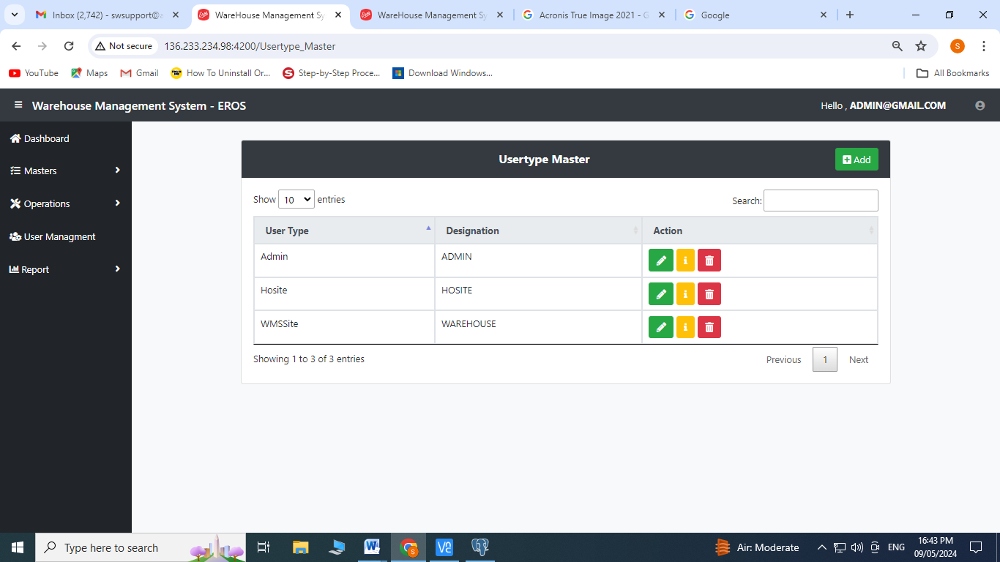 Inbox (2,742) - swsupport@a
WareHouse Management Sy
WareHouse Management Sy
Acronis True Image 2021 - G
Google
Not secure
136.233.234.98:4200/Usertype_Master
S
YouTube
Maps
Gmail
How To Uninstall Or...
Step-by-Step Proce...
Download Windows...
All Bookmarks
Warehouse Management System - EROS
Hello , ADMIN@GMAIL.COM
Dashboard
Masters
Operations
User Managment
Report
Usertype Master
Add
Show 10 entries
Search:
User Type Designation Action
Admin ADMIN
Hosite HOSITE
WMSSite WAREHOUSE
Showing 1 to 3 of 3 entries
Previous 1 Next
Type here to search
Air: Moderate
ENG
16:43 PM
09/05/2024